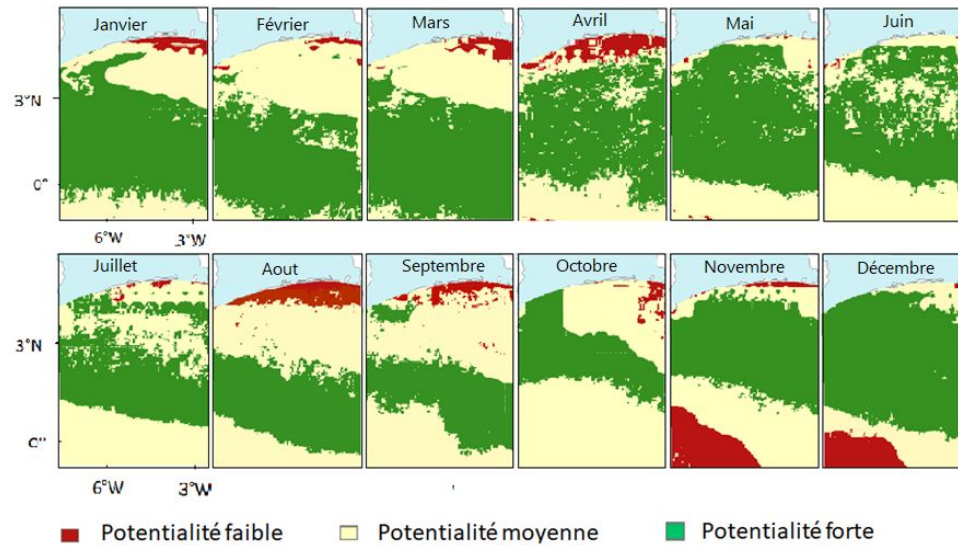 Janvier Février Mars Avril Mai Juin
3°N
C°
6°W 3°W
Juillet Aout Septembre Octobre Novembre Décembre
3°N
C"
6°W 3°W
Potentialité faible Potentialité moyenne Potentialité forte